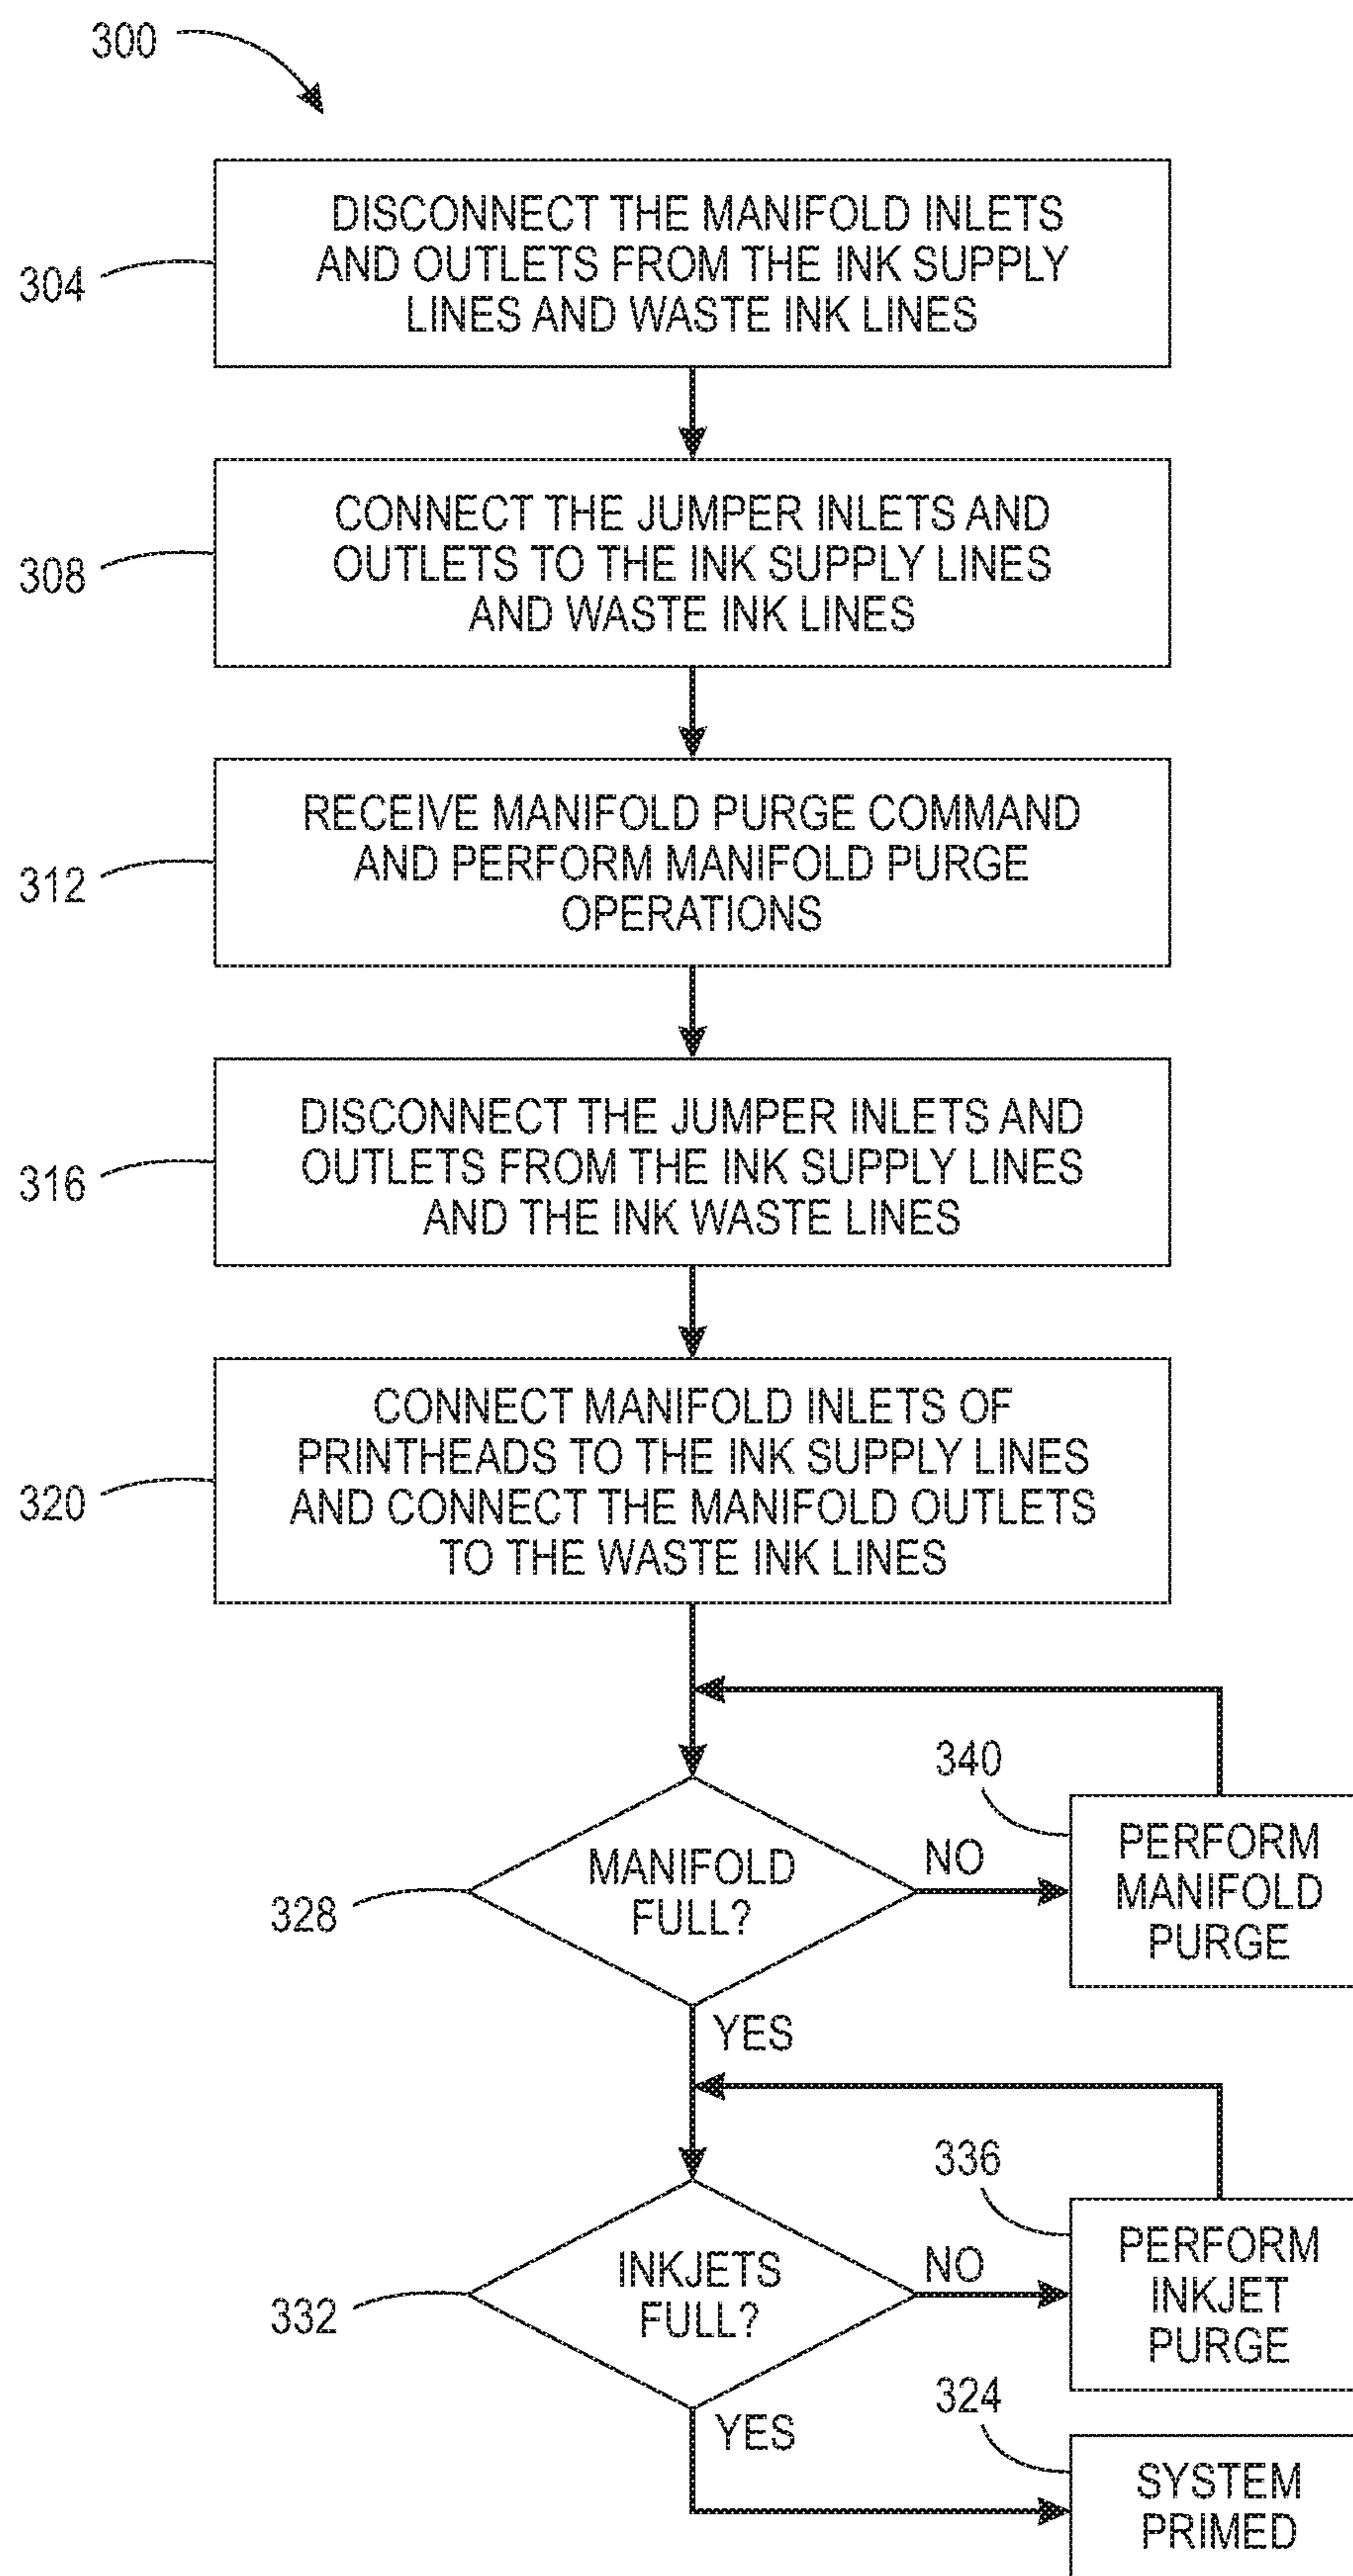 300
304
DISCONNECT THE MANIFOLD INLETS
AND OUTLETS FROM THE INK SUPPLY
LINES AND WASTE INK LINES
308
CONNECT THE JUMPER INLETS AND
OUTLETS TO THE INK SUPPLY LINES
AND WASTE INK LINES
312
RECEIVE MANIFOLD PURGE COMMAND
AND PERFORM MANIFOLD PURGE
OPERATIONS
316
DISCONNECT THE JUMPER INLETS AND
OUTLETS FROM THE INK SUPPLY LINES
AND THE INK WASTE LINES
320
CONNECT MANIFOLD INLETS OF
PRINTHEADS TO THE INK SUPPLY LINES
AND CONNECT THE MANIFOLD OUTLETS
TO THE WASTE INK LINES
328
MANIFOLD
FULL?
NO
340
PERFORM
MANIFOLD
PURGE
YES
332
INKJETS
FULL?
NO
336
PERFORM
INKJET
PURGE
YES
324
SYSTEM
PRIMED